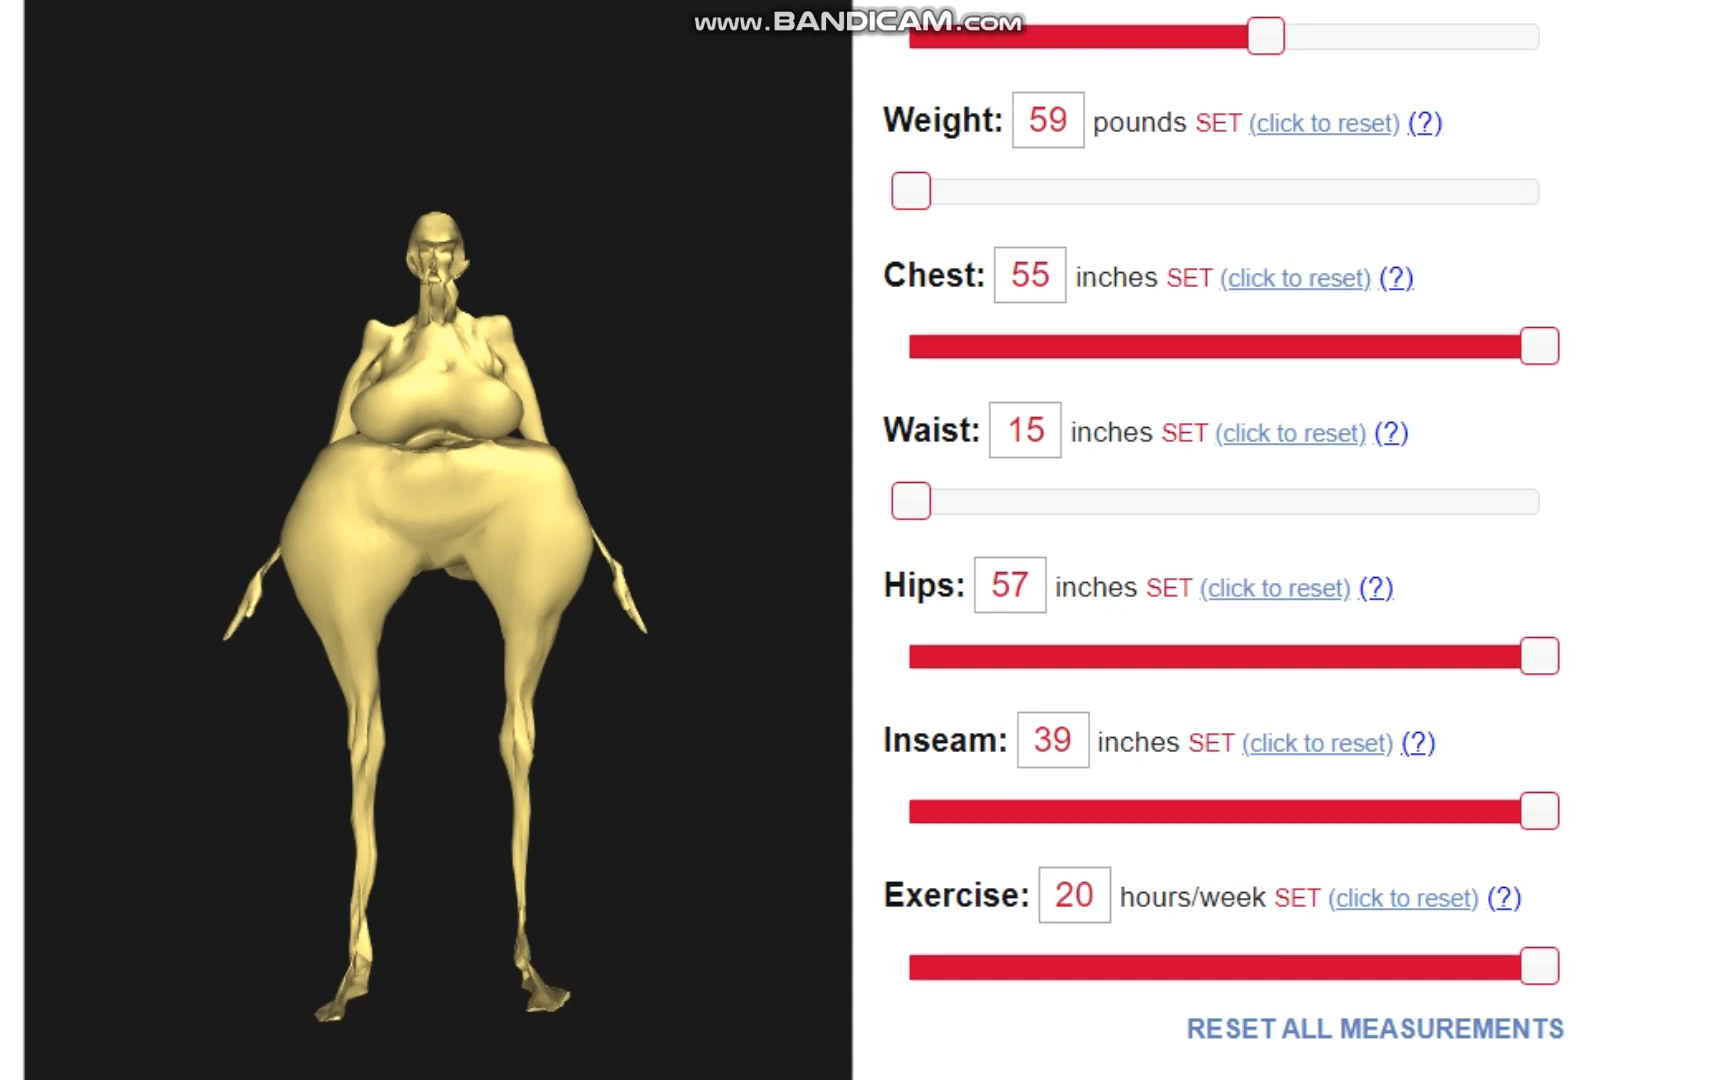 www.BANDICAM.com
Weight: 59 pounds SET (click to reset) (?)
Chest: 55 inches SET (click to reset) (?)
Waist: 15 inches SET (click to reset) (?)
Hips: 57 inches SET (click to reset) (?)
Inseam: 39 inches SET (click to reset) (?)
Exercise: 20 hours/week SET (click to reset) (?)
RESET ALL MEASUREMENTS